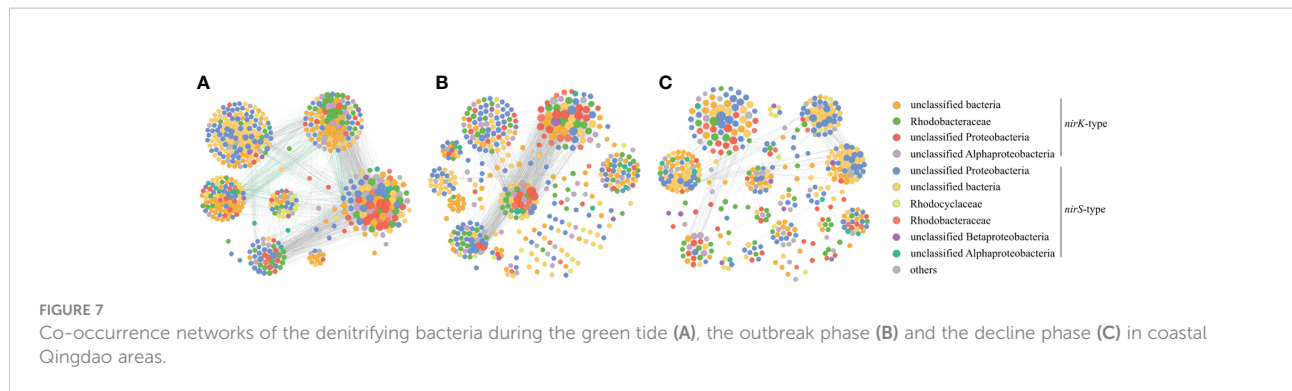 A
B
C
unclassified bacteria
Rhodobacteraceae
unclassified Proteobacteria
unclassified Alphaproteobacteria
nirK-type
unclassified Proteobacteria
unclassified bacteria
Rhodocyclaceae
Rhodobacteraceae
unclassified Betaproteobacteria
unclassified Alphaproteobacteria
others
nirS-type
FIGURE 7
Co-occurrence networks of the denitrifying bacteria during the green tide (A), the outbreak phase (B) and the decline phase (C) in coastal
Qingdao areas.